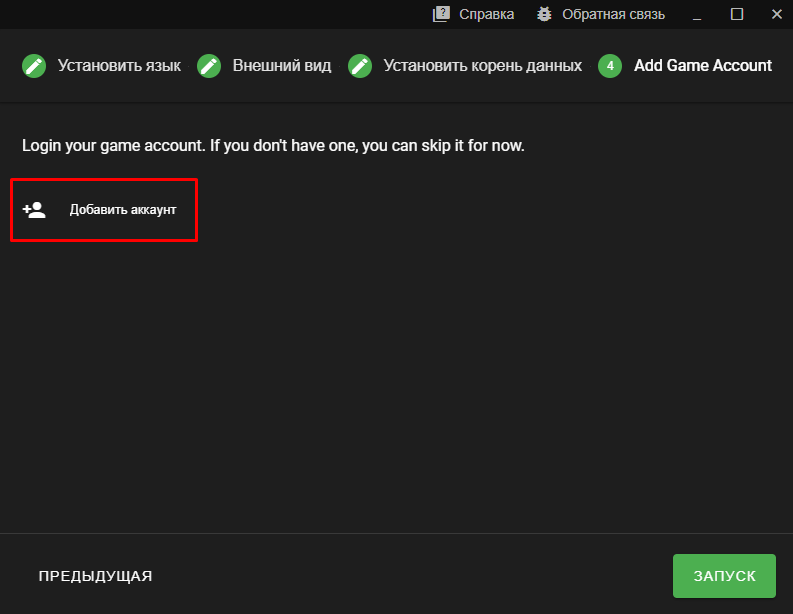 Справка Обратная связь
Установить язык Внешний вид Установить корень данных 4 Add Game Account
Login your game account. If you don't have one, you can skip it for now.
Добавить аккаунт
ПРЕДЫДУЩАЯ ЗАПУСК